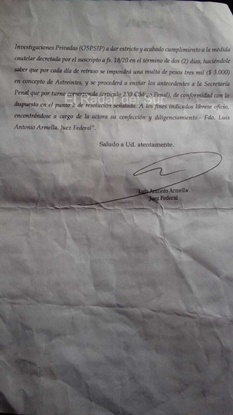 Investigaciones Privadas (OSPSIP) a dar estricto y acabado cumplimiento a la medida
cautelar decretada por el suscripto a fs. 18/20 en el término de dos (2) días, haciéndole
saber que por cada día de retraso se impondrá una multa de pesos tres mil ($ 3.000)
en concepto de Astreintes, y se procederá a enviar los antecedentes a la Secretaría
Penal que por turno corresponda (artículo 239 Código Penal), de conformidad con lo
El Radar del Sur
dispuesto en el punto 2 de resolución señalada. A los fines indicados líbrese oficio,
encontrándose a cargo de la actora su confección y diligenciamiento.- Fdo. Luis
Antonio Armella. Juez Federal".
Saludo a Ud. atentamente.
Luis Antonio Armella
Juez Federal